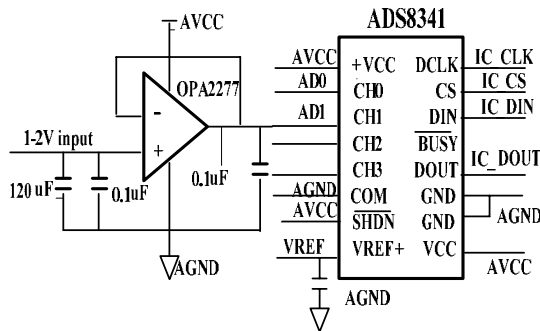 ADS8341
AVCC
OPA2277
-
+
1-2V input
120 uF
0.1uF
0.1uF
AGND
AVCC
AD0
AD1
AGND
AVCC
VREF
AGND
+VCC
CH0
CH1
CH2
CH3
COM
SHDN
VREF+
DCLK
CS
DIN
BUSY
DOUT
GND
GND
VCC
IC_CLK
IC_CS
IC_DIN
IC_DOUT
AGND
AVCC